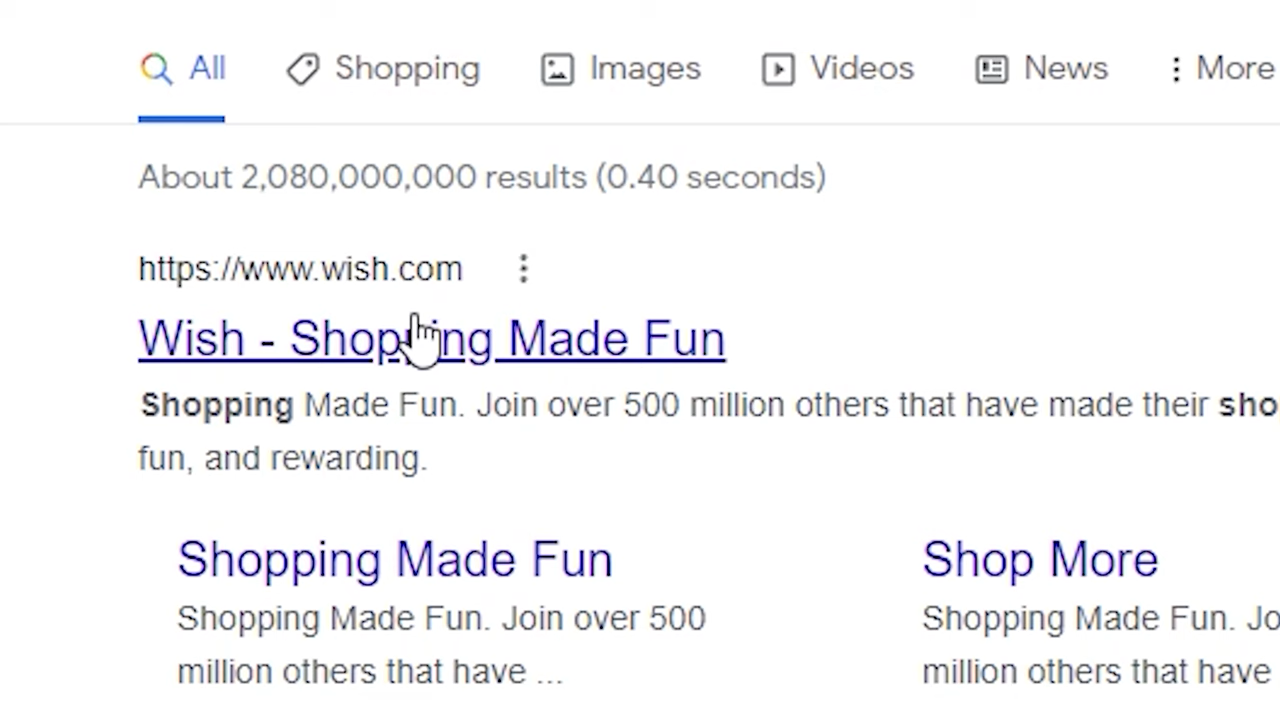 All Shopping Images Videos News More
About 2,080,000,000 results (0.40 seconds)
https://www.wish.com
Wish - Shopping Made Fun
Shopping Made Fun. Join over 500 million others that have made their sho
fun, and rewarding.
Shopping Made Fun Shop More
Shopping Made Fun. Join over 500 Shopping Made Fun. Jo
million others that have ... million others that have